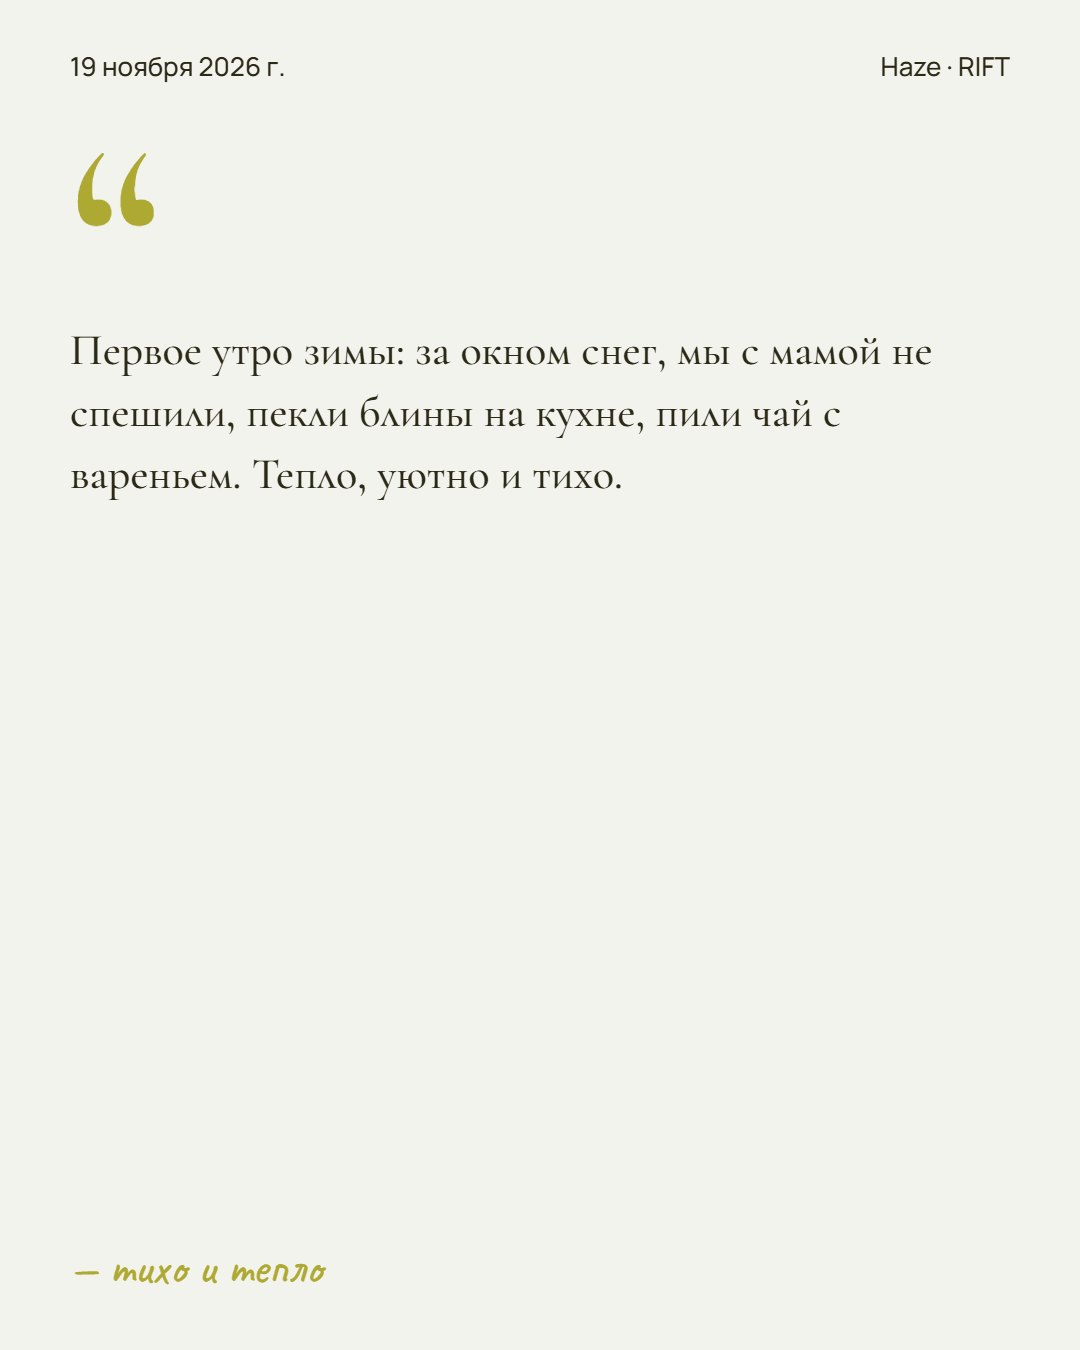 19 ноября 2026 г.
Haze · RIFT
“
Первое утро зимы: за окном снег, мы с мамой не
спешили, пекли блины на кухне, пили чай с
вареньем. Тепло, уютно и тихо.
— тихо и тепло